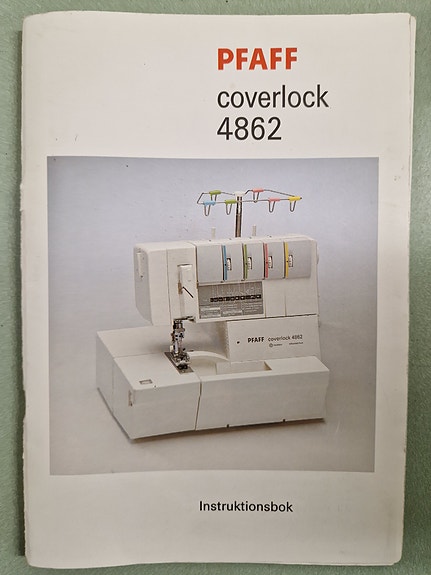 PFAFF
coverlock
4862
PFAFF coverlock 4862
Instruktionsbok